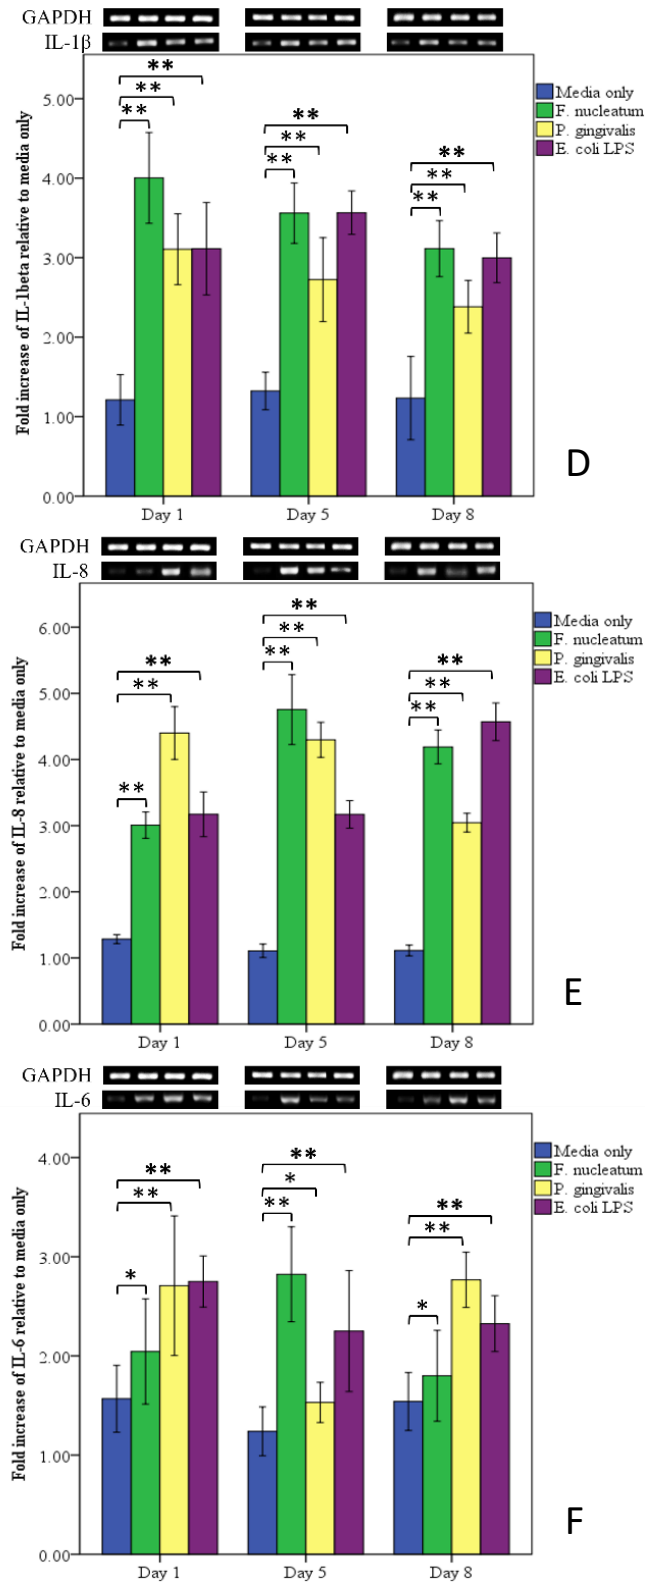 GAPDH
IL-1β
Fold increase of IL-1beta relative to media only
5.00
4.00
3.00
2.00
1.00
0.00
** ** **
** ** **
** ** **
Media only
F. nucleatum
P. gingivalis
E. coli LPS
D
Day 1 Day 5 Day 8
GAPDH
IL-8
Fold increase of IL-8 relative to media only
6.00
5.00
4.00
3.00
2.00
1.00
0.00
** ** **
** ** **
** ** **
Media only
F. nucleatum
P. gingivalis
E. coli LPS
E
Day 1 Day 5 Day 8
GAPDH
IL-6
Fold increase of IL-6 relative to media only
4.00
3.00
2.00
1.00
0.00
** ** **
** * **
* ** *
Media only
F. nucleatum
P. gingivalis
E. coli LPS
F
Day 1 Day 5 Day 8